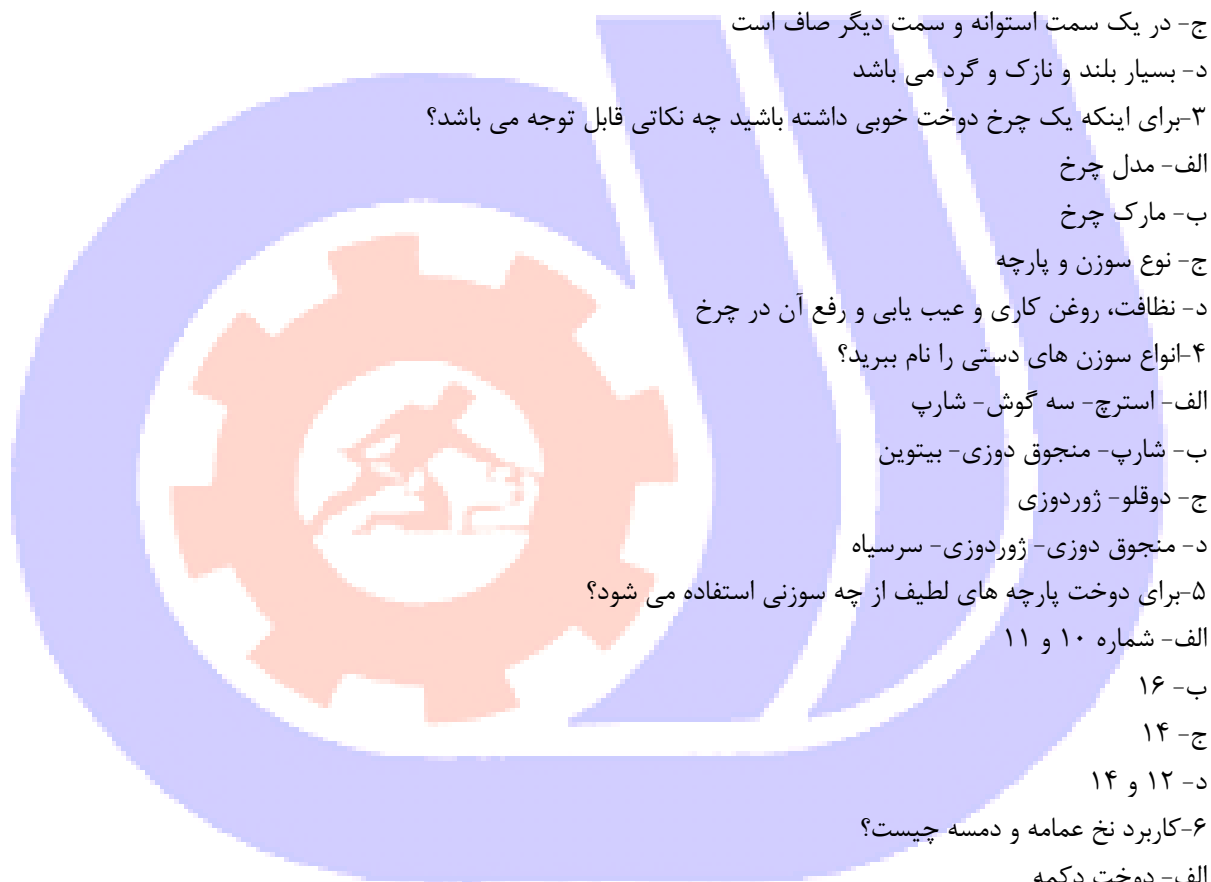 ج- در یک سمت استوانه و سمت دیگر صاف است
د- بسیار بلند و نازک و گرد می باشد
۳-برای اینکه یک چرخ دوخت خوبی داشته باشید چه نکاتی قابل توجه می باشد؟
الف- مدل چرخ
ب- مارک چرخ
ج- نوع سوزن و پارچه
د- نظافت، روغن کاری و عیب یابی و رفع آن در چرخ
۴-انواع سوزن های دستی را نام ببرید؟
الف- استرچ- سه گوش- شارپ
ب- شارپ- منجوق دوزی- بیتوین
ج- دوقلو- ژوردوزی
د- منجوق دوزی- ژوردوزی- سرسیاه
۵-برای دوخت پارچه های لطیف از چه سوزنی استفاده می شود؟
الف- شماره ۱۰ و ۱۱
ب- ۱۶
ج- ۱۴
د- ۱۲ و ۱۴
۶-کاربرد نخ عمامه و دمسه چیست؟
الف- دوخت دکمه